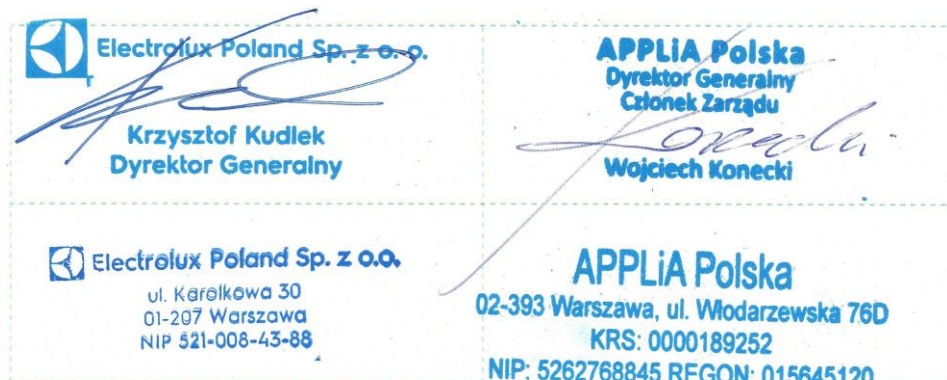 Electrolux Poland Sp. z o.o.
Krzysztof Kudlek
Dyrektor Generalny
APPLiA Polska
Dyrektor Generalny
Członek Zarządu
Konecki
Wojciech Konecki
Electrolux Poland Sp. z o.o.
ul. Karolkowa 30
01-207 Warszawa
NIP 521-008-43-88
APPLiA Polska
02-393 Warszawa, ul. Włodarzewska 76D
KRS: 0000189252
NIP: 5262768845 REGON: 015645120